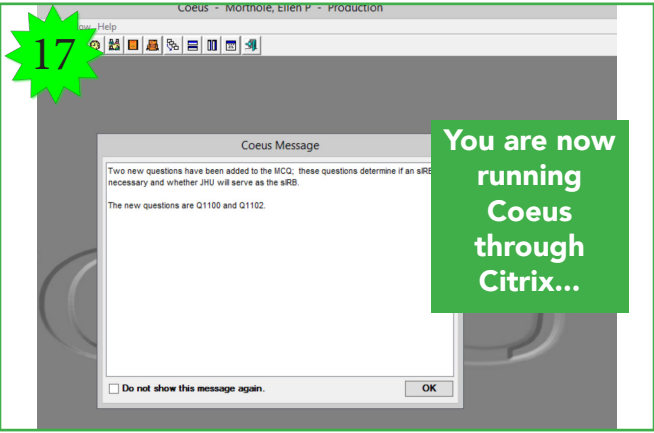 Coeus - Morthole, Ellen P - Production
Help
17
Coeus Message
Two new questions have been added to the MCQ; these questions determine if an sIRB
necessary and whether JHU will serve as the sIRB.
The new questions are Q1100 and Q1102.
Do not show this message again.
OK
You are now
running
Coeus
through
Citrix...